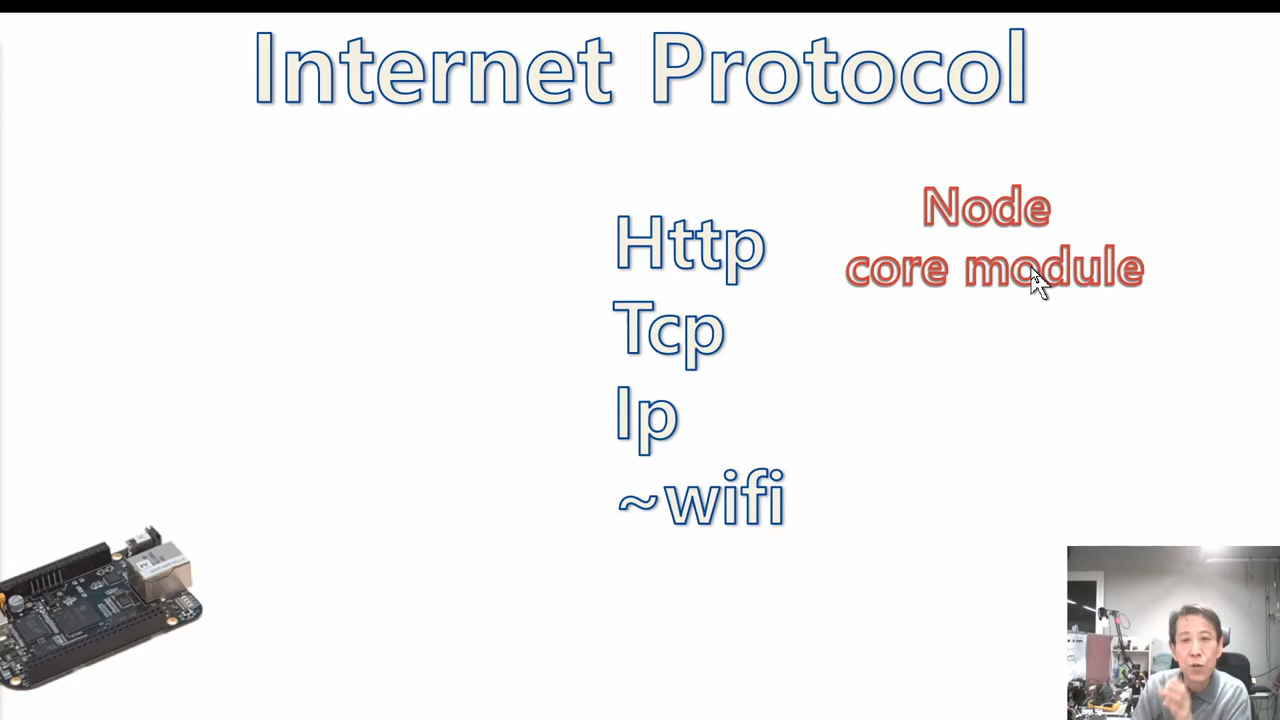 Internet Protocol
Node
core module
Http
Tcp
Ip
~wifi